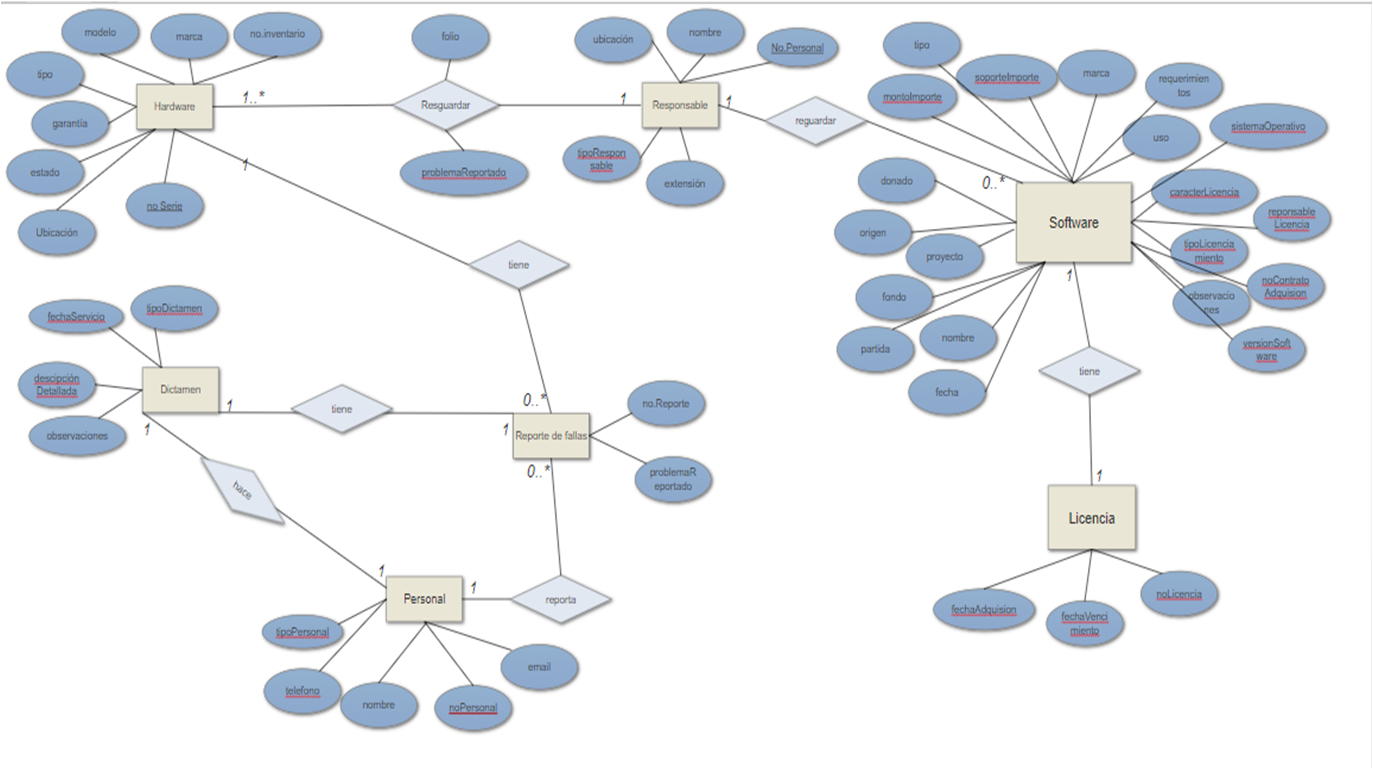 modelo
marca
no.inventario
tipo
Hardware
garantía
estado
no Serie
Ubicación
1..*
1
folio
Resguardar
problemaReportado
ubicación
nombre
No.Personal
1
Responsable
1
tipoRespon
sable
extensión
reguardar
0..*
tipo
soporteImporte
marca
requerimien
tos
montoImporte
uso
sistemaOperativo
donado
caracterLicencia
origen
Software
reponsable
Licencia
proyecto
tipoLicencia
miento
fondo
noContrato
Adquision
observacio
nes
partida
nombre
versionSoft
ware
fecha
1
tiene
1
Licencia
fechaAdquision
fechaVenci
miento
noLicencia
tiene
0..*
fechaServicio
tipoDictamen
descipción
Detallada
Dictamen
observaciones
1
1
tiene
1
Reporte de fallas
0..*
no.Reporte
problemaR
eportado
hace
1
Personal
1
reporta
tipoPersonal
telefono
nombre
noPersonal
email